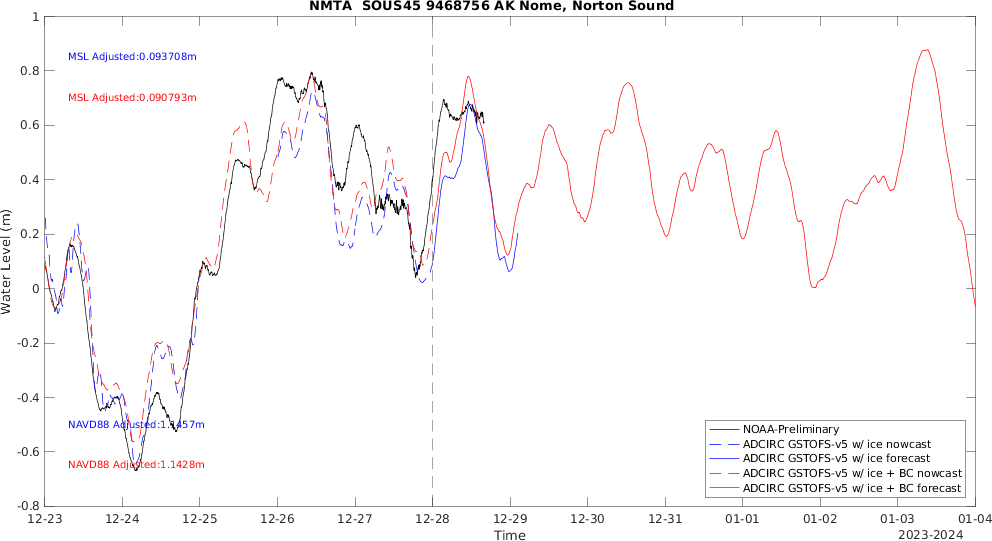 NMTA  SOUS45 9468756 AK Nome, Norton Sound
1
0.8
0.6
0.4
0.2
0
-0.2
-0.4
-0.6
-0.8
Water Level (m)
MSL Adjusted:0.093708m
MSL Adjusted:0.090793m
NAVD88 Adjusted:1.1457m
NAVD88 Adjusted:1.1428m
NOAA-Preliminary
ADCIRC GSTOFS-v5 w/ ice nowcast
ADCIRC GSTOFS-v5 w/ ice forecast
ADCIRC GSTOFS-v5 w/ ice + BC nowcast
ADCIRC GSTOFS-v5 w/ ice + BC forecast
12-23 12-24 12-25 12-26 12-27 12-28 12-29 12-30 12-31 01-01 01-02 01-03 01-04
Time
2023-2024